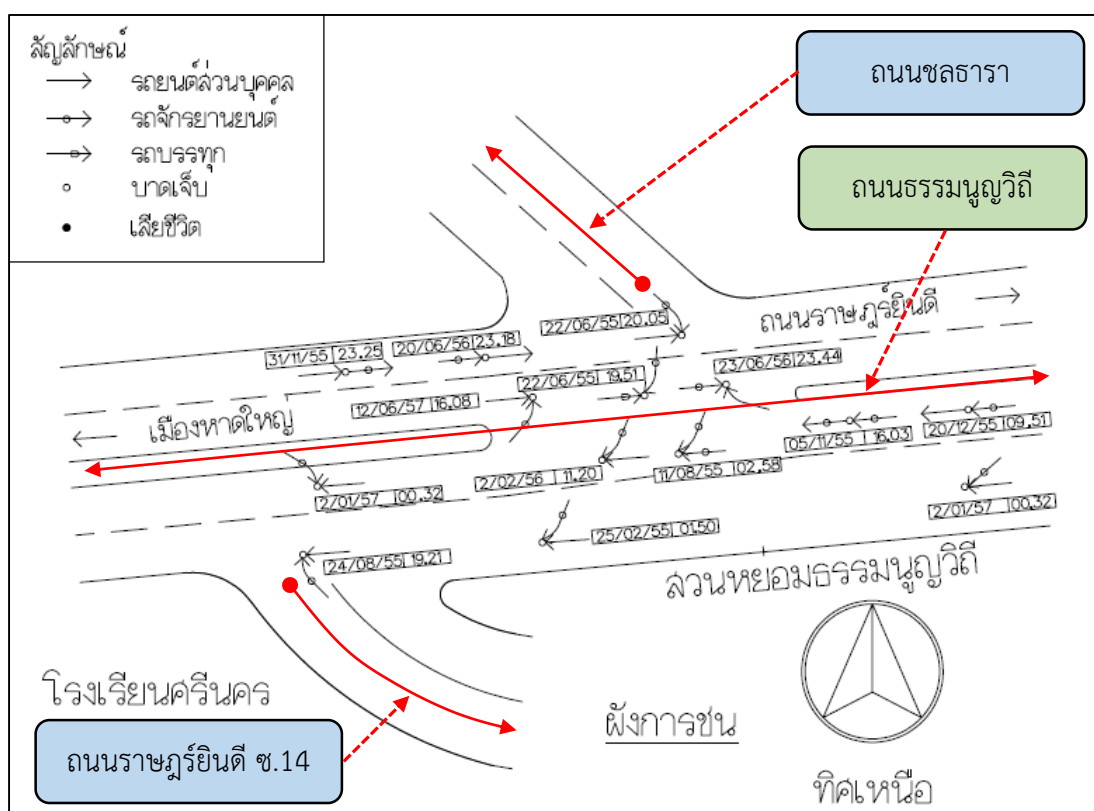 สัญลักษณ์
รถยนต์ส่วนบุคคล
รถจักรยานยนต์
รถบรรทุก
บาดเจ็บ
เสียชีวิต
ถนนชลธารา
ถนนธรรมนูญวิถี
ถนนราษฎร์ยินดี
22/06/55 20.05
31/11/55 23.25
20/06/56 23.18
23/06/56 23.44
22/06/55 19.51
12/06/57 16.08
เมืองหาดใหญ่
05/11/55 16.03
20/12/55 09.51
2/02/56 11.20
11/08/55 02.58
2/01/57 00.32
2/01/57 00.32
25/02/55 01.50
24/08/55 19.21
สวนหย่อมธรรมนูญวิถี
โรงเรียนศรีนคร
ผังการชน
ถนนราษฎร์ยินดี ซ.14
ทิศเหนือ